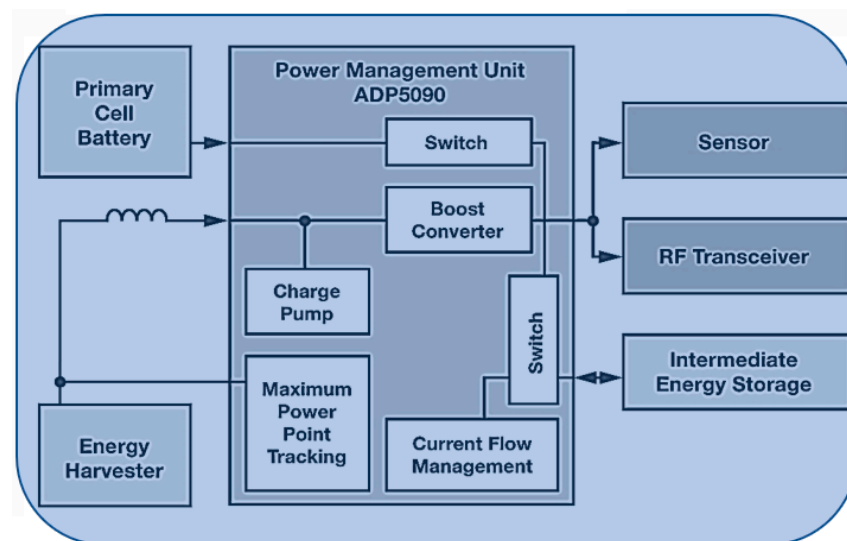 Power Management Unit
ADP5090
Primary
Cell
Battery
Switch
Sensor
Boost
Converter
RF Transceiver
Charge
Pump
Switch
Intermediate
Energy Storage
Maximum
Power
Point
Tracking
Energy
Harvester
Current Flow
Management